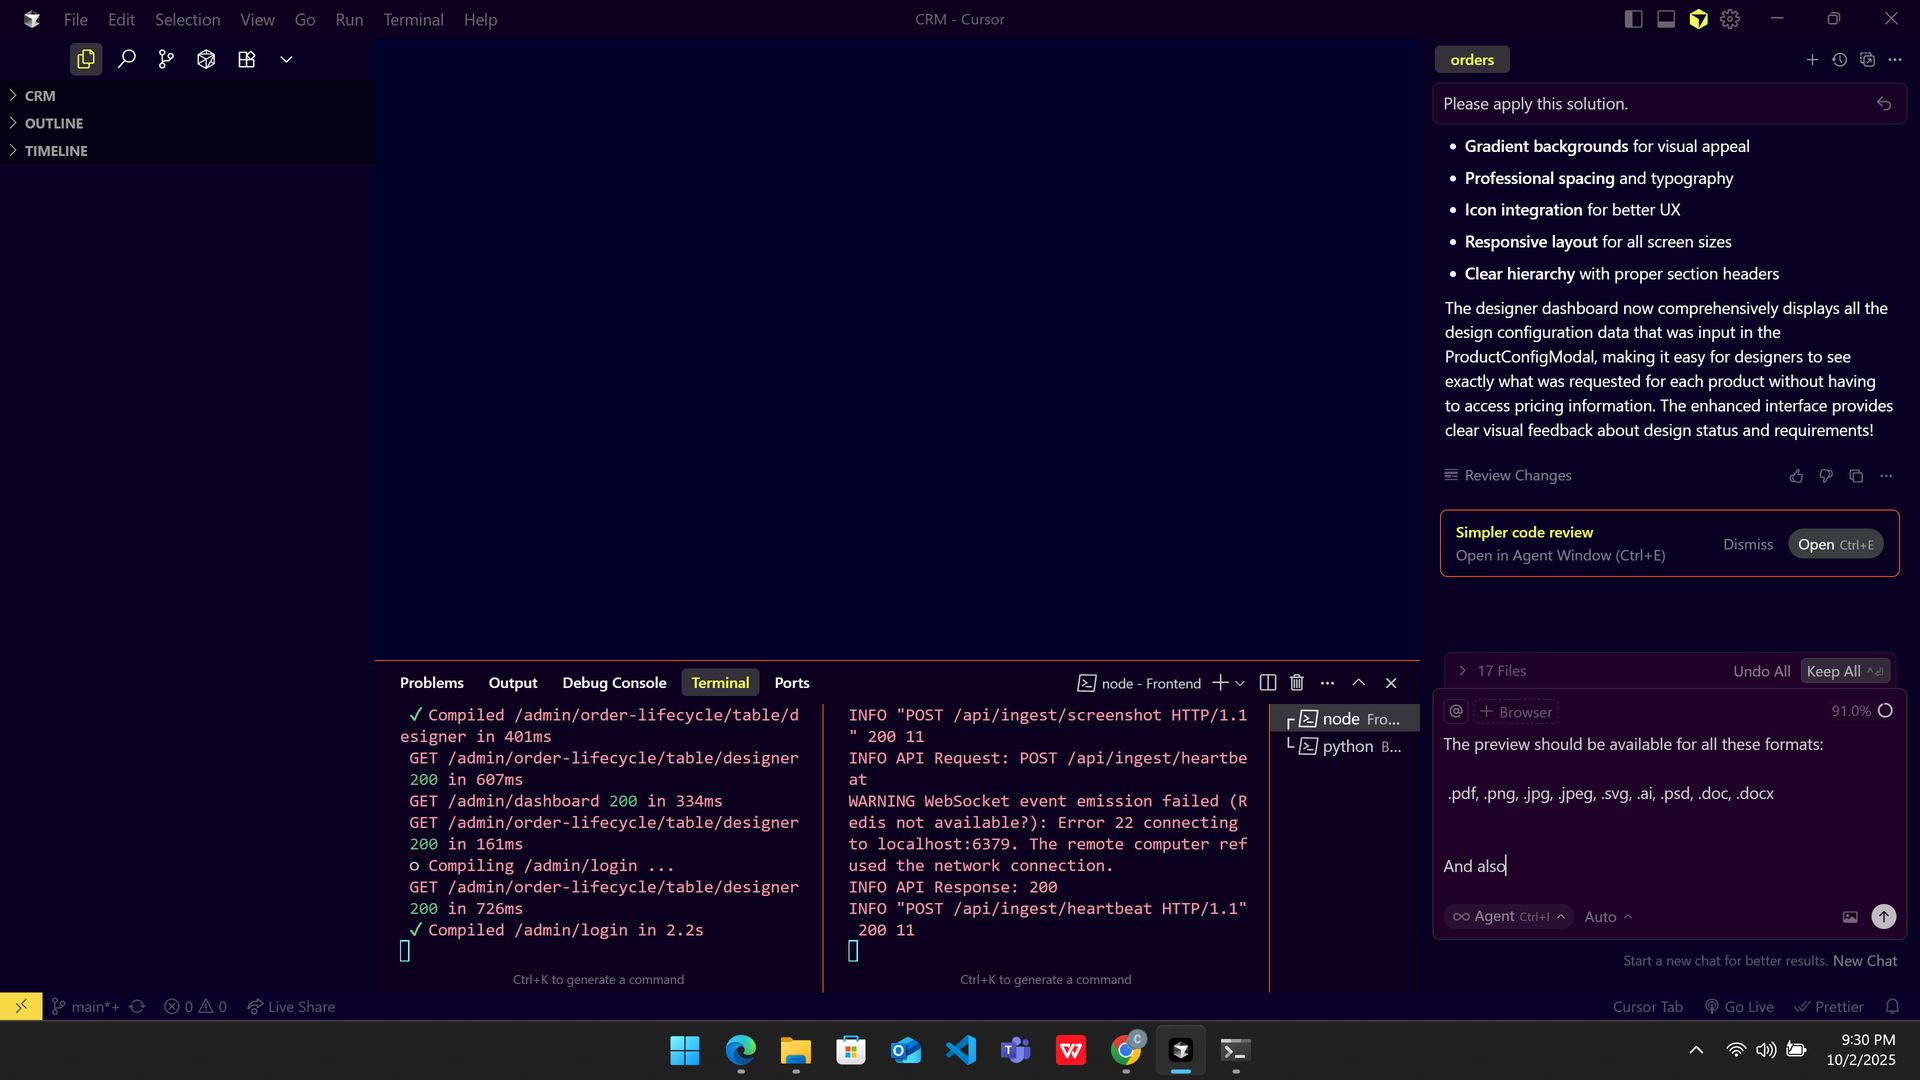 File Edit Selection View Go Run Terminal Help
CRM - Cursor
CRM
OUTLINE
TIMELINE
Problems Output Debug Console Terminal Ports
node - Frontend
✓ Compiled /admin/order-lifecycle/table/d
esigner in 401ms
GET /admin/order-lifecycle/table/designer
200 in 607ms
GET /admin/dashboard 200 in 334ms
GET /admin/order-lifecycle/table/designer
200 in 161ms
○ Compiling /admin/login ...
GET /admin/order-lifecycle/table/designer
200 in 726ms
✓ Compiled /admin/login in 2.2s
Ctrl+K to generate a command
INFO "POST /api/ingest/screenshot HTTP/1.1
" 200 11
INFO API Request: POST /api/ingest/heartbe
at
WARNING WebSocket event emission failed (R
edis not available?): Error 22 connecting
to localhost:6379. The remote computer ref
used the network connection.
INFO API Response: 200
INFO "POST /api/ingest/heartbeat HTTP/1.1"
200 11
Ctrl+K to generate a command
node Fro...
python B...
orders
Please apply this solution.
• Gradient backgrounds for visual appeal
• Professional spacing and typography
• Icon integration for better UX
• Responsive layout for all screen sizes
• Clear hierarchy with proper section headers
The designer dashboard now comprehensively displays all the
design configuration data that was input in the
ProductConfigModal, making it easy for designers to see
exactly what was requested for each product without having
to access pricing information. The enhanced interface provides
clear visual feedback about design status and requirements!
Review Changes
Simpler code review
Open in Agent Window (Ctrl+E)
Dismiss
Open Ctrl+E
17 Files
Undo All
Keep All
@ + Browser
91.0%
The preview should be available for all these formats:
.pdf, .png, .jpg, .jpeg, .svg, .ai, .psd, .doc, .docx
And also
Agent Ctrl+I Auto
Start a new chat for better results. New Chat
main*+ 0 0 Live Share
Cursor Tab Go Live Prettier
C
9:30 PM
10/2/2025